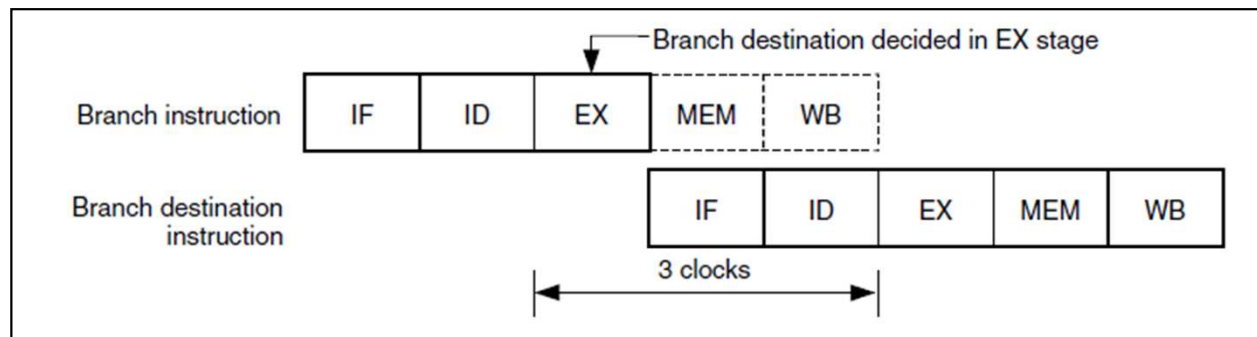 Branch destination decided in EX stage
Branch instruction
IF ID EX MEM WB
Branch destination
instruction
IF ID EX MEM WB
3 clocks